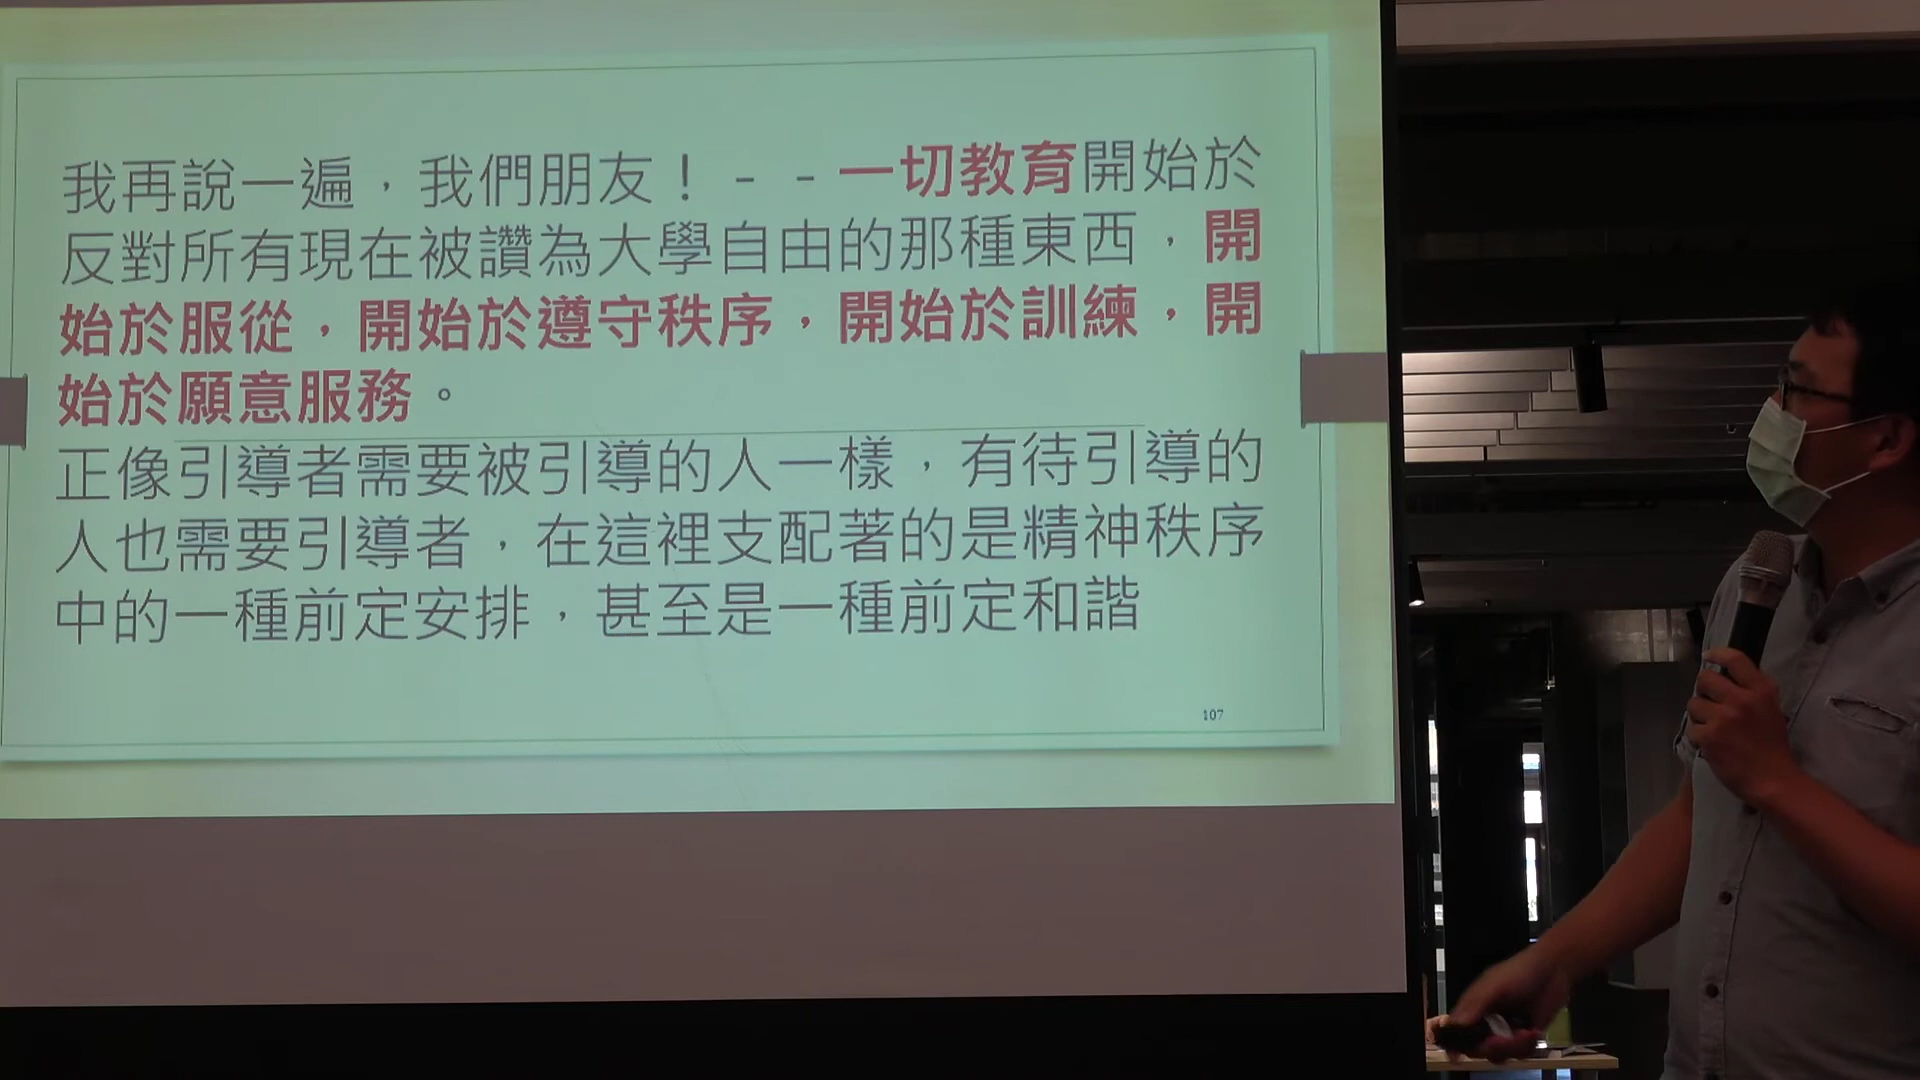 我再說一遍，我們朋友！--一切教育開始於
反對所有現在被讚為大學自由的那種東西，開
始於服從，開始於遵守秩序，開始於訓練，開
始於願意服務。
正像引導者需要被引導的人一樣，有待引導的
人也需要引導者，在這裡支配著的是精神秩序
中的一種前定安排，甚至是一種前定和諧
107